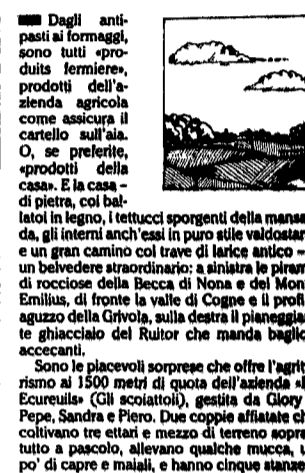 Dagli anti-
pasti ai formaggi,
sono tutti «pro-
duits fermiere»,
prodotti dell'a-
zienda agricola
come assicura il
cartello sull'aia.
O, se preferite,
«prodotti della
casa». E la casa –
di pietra, coi bal-
latoi in legno, i tettucci sporgenti della mansar
da, gli interni anch'essi in puro stile valdostan
e un gran camino col trave di larice antico –
un belvedere straordinario: a sinistra le piram
di rocciose della Becca di Nona e del Mon
Emilius, di fronte la valle di Cogne e il prof
aguzzo della Grivola, sulla destra il pianeggia
te ghiacciaio del Ruitor che manda baglio
accecanti.
Sono le piacevoli sorprese che offre l'agrit
rismo ai 1500 metri di quota dell'azienda «L
Ecureuils» (Gli scoiattoli), gestita da Glory
Pepe, Sandra e Piero. Due coppie affiatate ch
coltivano tre ettari e mezzo di terreno sopra
tutto a pascolo, allevano qualche mucca, u
po' di capre e maiali, e hanno cinque stan